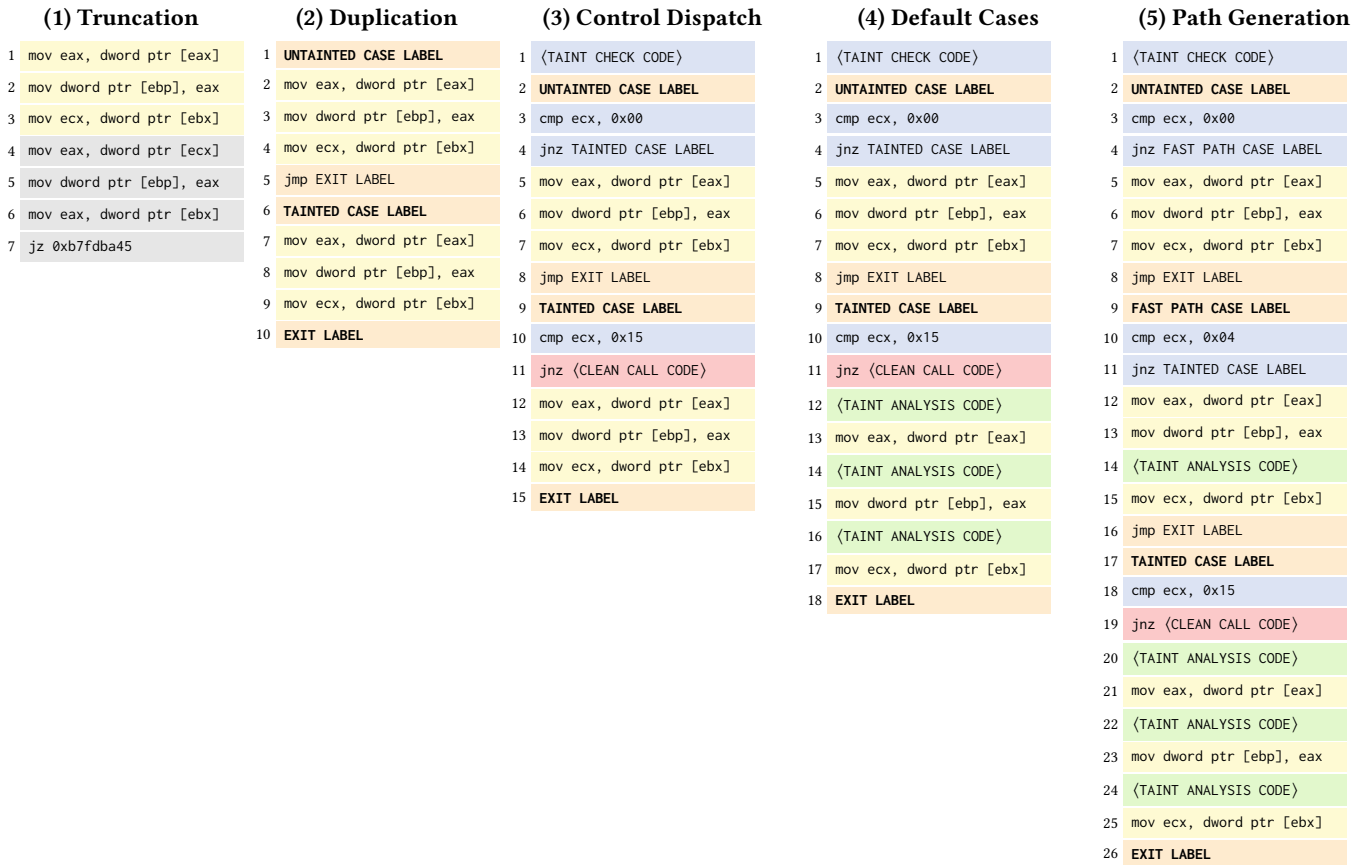 (1) Truncation
1 mov eax, dword ptr [eax]
2 mov dword ptr [ebp], eax
3 mov ecx, dword ptr [ebx]
4 mov eax, dword ptr [ecx]
5 mov dword ptr [ebp], eax
6 mov eax, dword ptr [ebx]
7 jz 0xb7fdba45
(2) Duplication
1 UNTAINTED CASE LABEL
2 mov eax, dword ptr [eax]
3 mov dword ptr [ebp], eax
4 mov ecx, dword ptr [ebx]
5 jmp EXIT LABEL
6 TAINTED CASE LABEL
7 mov eax, dword ptr [eax]
8 mov dword ptr [ebp], eax
9 mov ecx, dword ptr [ebx]
10 EXIT LABEL
(3) Control Dispatch
1 ⟨TAINT CHECK CODE⟩
2 UNTAINTED CASE LABEL
3 cmp ecx, 0x00
4 jnz TAINTED CASE LABEL
5 mov eax, dword ptr [eax]
6 mov dword ptr [ebp], eax
7 mov ecx, dword ptr [ebx]
8 jmp EXIT LABEL
9 TAINTED CASE LABEL
10 cmp ecx, 0x15
11 jnz ⟨CLEAN CALL CODE⟩
12 mov eax, dword ptr [eax]
13 mov dword ptr [ebp], eax
14 mov ecx, dword ptr [ebx]
15 EXIT LABEL
(4) Default Cases
1 ⟨TAINT CHECK CODE⟩
2 UNTAINTED CASE LABEL
3 cmp ecx, 0x00
4 jnz TAINTED CASE LABEL
5 mov eax, dword ptr [eax]
6 mov dword ptr [ebp], eax
7 mov ecx, dword ptr [ebx]
8 jmp EXIT LABEL
9 TAINTED CASE LABEL
10 cmp ecx, 0x15
11 jnz ⟨CLEAN CALL CODE⟩
12 ⟨TAINT ANALYSIS CODE⟩
13 mov eax, dword ptr [eax]
14 ⟨TAINT ANALYSIS CODE⟩
15 mov dword ptr [ebp], eax
16 ⟨TAINT ANALYSIS CODE⟩
17 mov ecx, dword ptr [ebx]
18 EXIT LABEL
(5) Path Generation
1 ⟨TAINT CHECK CODE⟩
2 UNTAINTED CASE LABEL
3 cmp ecx, 0x00
4 jnz FAST PATH CASE LABEL
5 mov eax, dword ptr [eax]
6 mov dword ptr [ebp], eax
7 mov ecx, dword ptr [ebx]
8 jmp EXIT LABEL
9 FAST PATH CASE LABEL
10 cmp ecx, 0x04
11 jnz TAINTED CASE LABEL
12 mov eax, dword ptr [eax]
13 mov dword ptr [ebp], eax
14 ⟨TAINT ANALYSIS CODE⟩
15 mov ecx, dword ptr [ebx]
16 jmp EXIT LABEL
17 TAINTED CASE LABEL
18 cmp ecx, 0x15
19 jnz ⟨CLEAN CALL CODE⟩
20 ⟨TAINT ANALYSIS CODE⟩
21 mov eax, dword ptr [eax]
22 ⟨TAINT ANALYSIS CODE⟩
23 mov dword ptr [ebp], eax
24 ⟨TAINT ANALYSIS CODE⟩
25 mov ecx, dword ptr [ebx]
26 EXIT LABEL